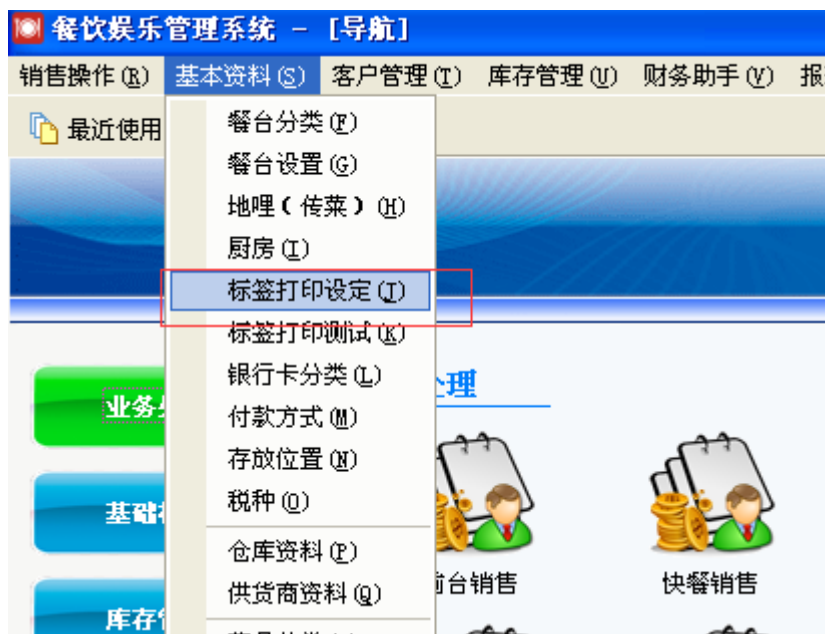 餐饮娱乐管理系统 - [导航]
销售操作(R) 基本资料(S) 客户管理(T) 库存管理(U) 财务助手(V) 报
最近使用
餐台分类(F)
餐台设置(G)
地哩(传菜)(H)
厨房(I)
标签打印设定(J)
标签打印测试(K)
银行卡分类(L)
付款方式(M)
存放位置(N)
税种(O)
仓库资料(P)
供货商资料(Q)
业务
处理
基础
库存
前台销售
快餐销售